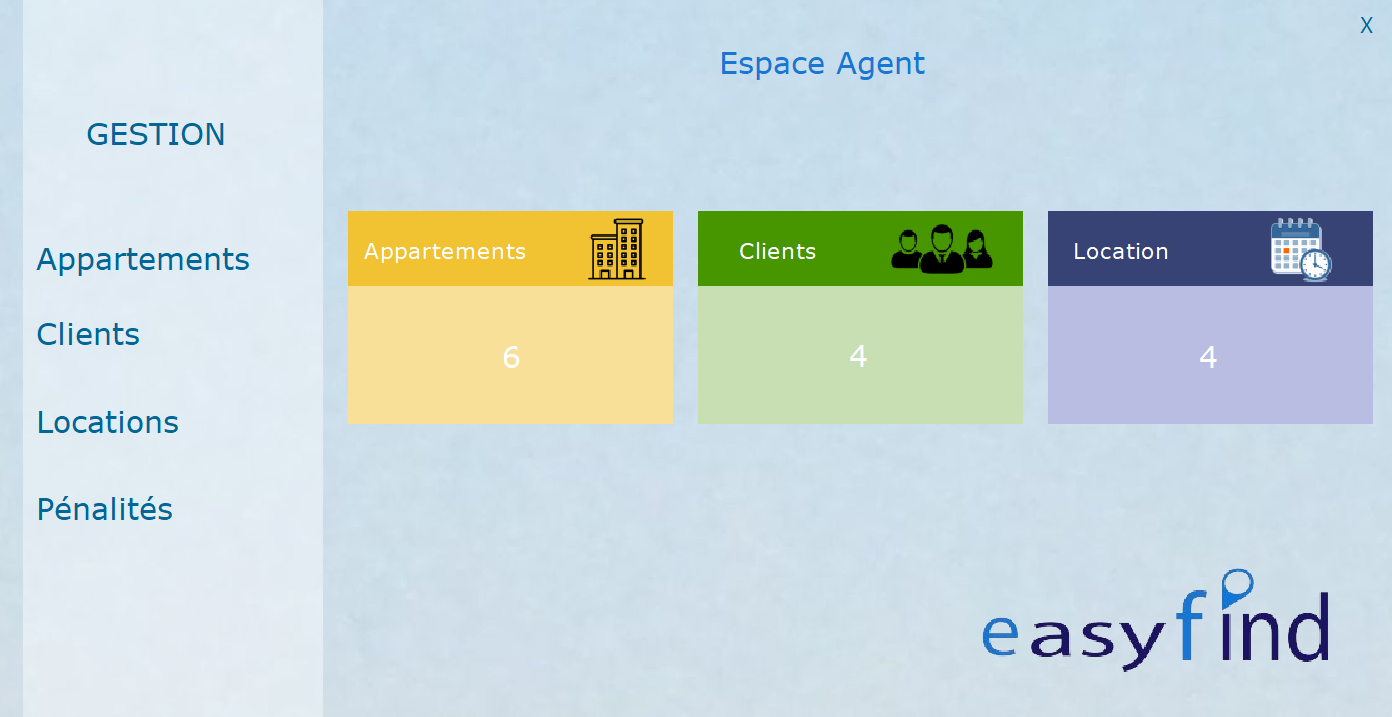 X
Espace Agent
GESTION
Appartements
Clients
Locations
Pénalités
Appartements
6
Clients
4
Location
4
easyfind